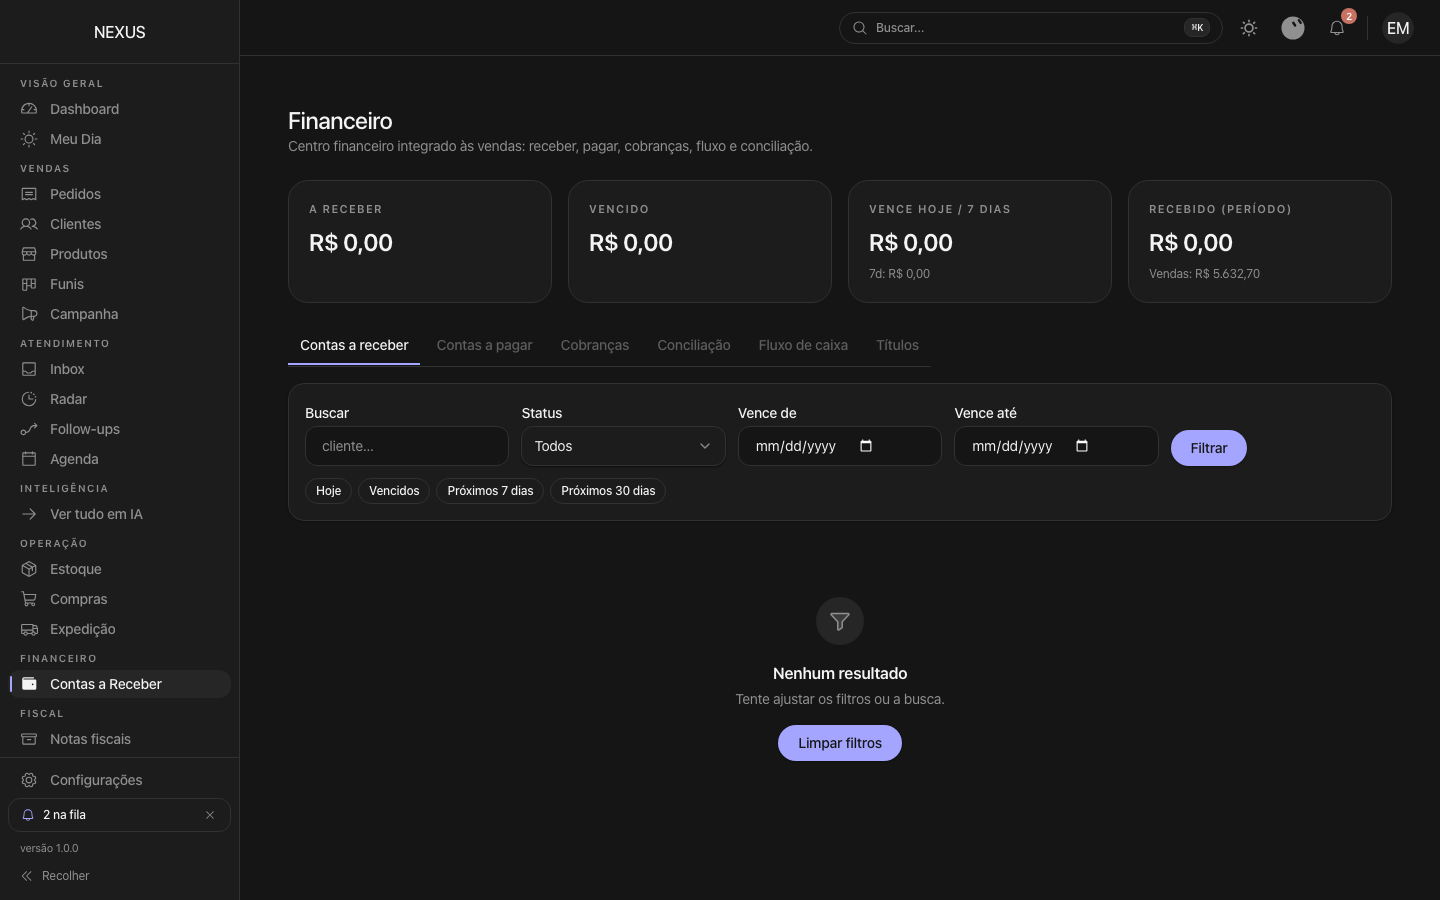 NEXUS
Buscar...
⌘K
2
EM
VISÃO GERAL
Dashboard
Meu Dia
VENDAS
Pedidos
Clientes
Produtos
Funis
Campanha
ATENDIMENTO
Inbox
Radar
Follow-ups
Agenda
INTELIGÊNCIA
Ver tudo em IA
OPERAÇÃO
Estoque
Compras
Expedição
FINANCEIRO
Contas a Receber
FISCAL
Notas fiscais
Configurações
2 na fila
versão 1.0.0
Recolher
Financeiro
Centro financeiro integrado às vendas: receber, pagar, cobranças, fluxo e conciliação.
A RECEBER
R$ 0,00
VENCIDO
R$ 0,00
VENCE HOJE / 7 DIAS
R$ 0,00
7d: R$ 0,00
RECEBIDO (PERÍODO)
R$ 0,00
Vendas: R$ 5.632,70
Contas a receber Contas a pagar Cobranças Conciliação Fluxo de caixa Títulos
Buscar
cliente...
Status
Todos
Vence de
mm/dd/yyyy
Vence até
mm/dd/yyyy
Filtrar
Hoje Vencidos Próximos 7 dias Próximos 30 dias
Nenhum resultado
Tente ajustar os filtros ou a busca.
Limpar filtros